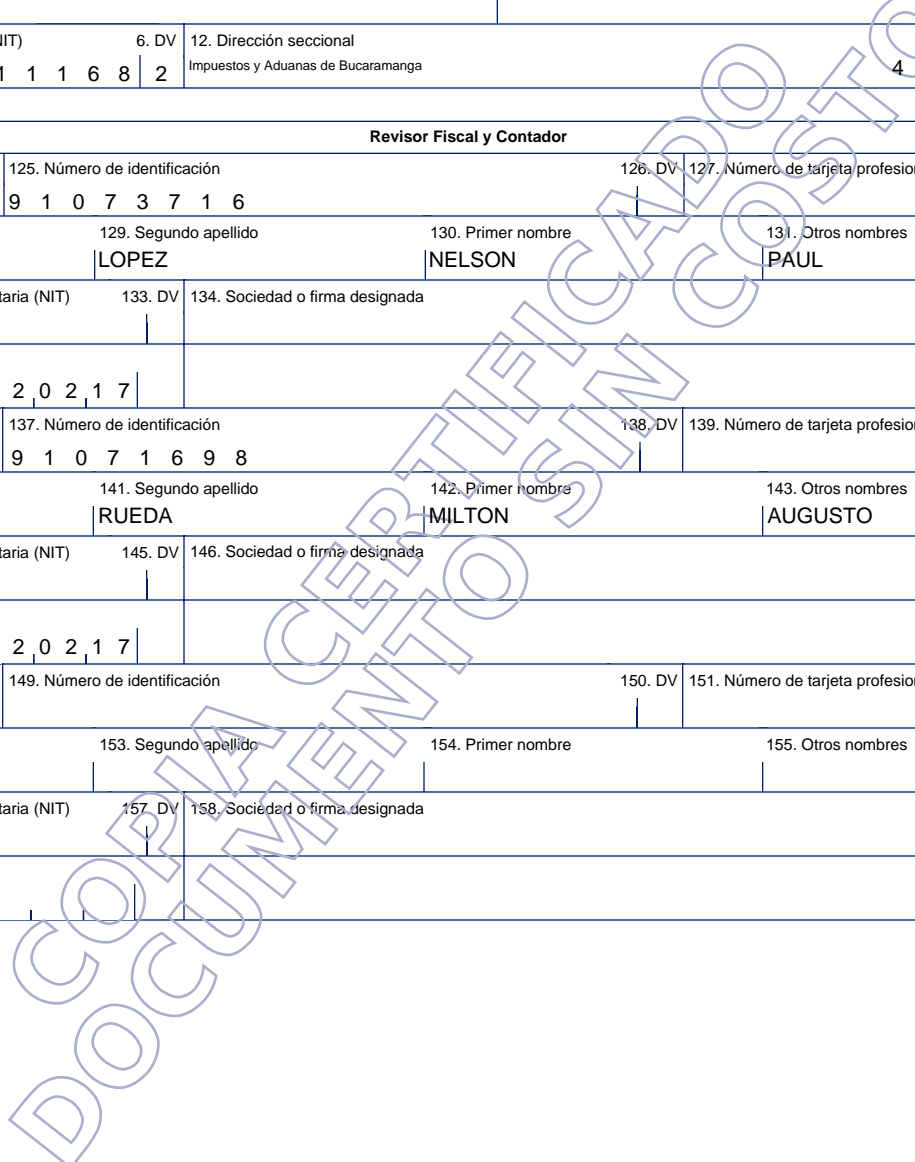 NIT) 6. DV 12. Dirección seccional
1 1 1 6 8 2 Impuestos y Aduanas de Bucaramanga 4
Revisor Fiscal y Contador
125. Número de identificación 126. DV 127. Número de tarjeta profesion
9 1 0 7 3 7 1 6
129. Segundo apellido 130. Primer nombre 131. Otros nombres
LOPEZ NELSON PAUL
taria (NIT) 133. DV 134. Sociedad o firma designada
2 0 2 1 7
137. Número de identificación 138. DV 139. Número de tarjeta profesion
9 1 0 7 1 6 9 8
141. Segundo apellido 142. Primer nombre 143. Otros nombres
RUEDA MILTON AUGUSTO
taria (NIT) 145. DV 146. Sociedad o firma designada
2 0 2 1 7
149. Número de identificación 150. DV 151. Número de tarjeta profesion
153. Segundo apellido 154. Primer nombre 155. Otros nombres
taria (NIT) 157. DV 158. Sociedad o firma designada
COPIA CERTIFICADO
DOCUMENTO SIN COSTO